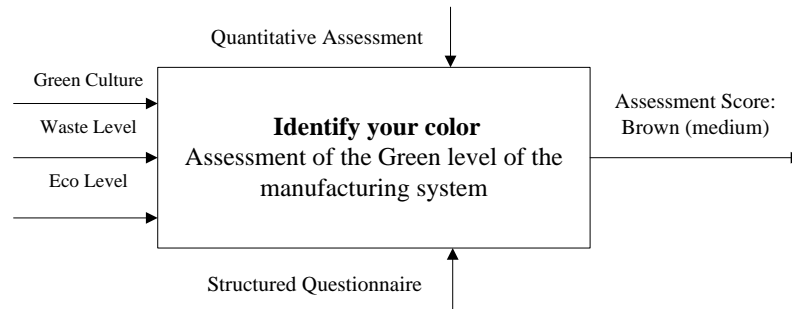 Quantitative Assessment
Green Culture
Waste Level
Eco Level
Identify your color
Assessment of the Green level of the
manufacturing system
Assessment Score:
Brown (medium)
Structured Questionnaire